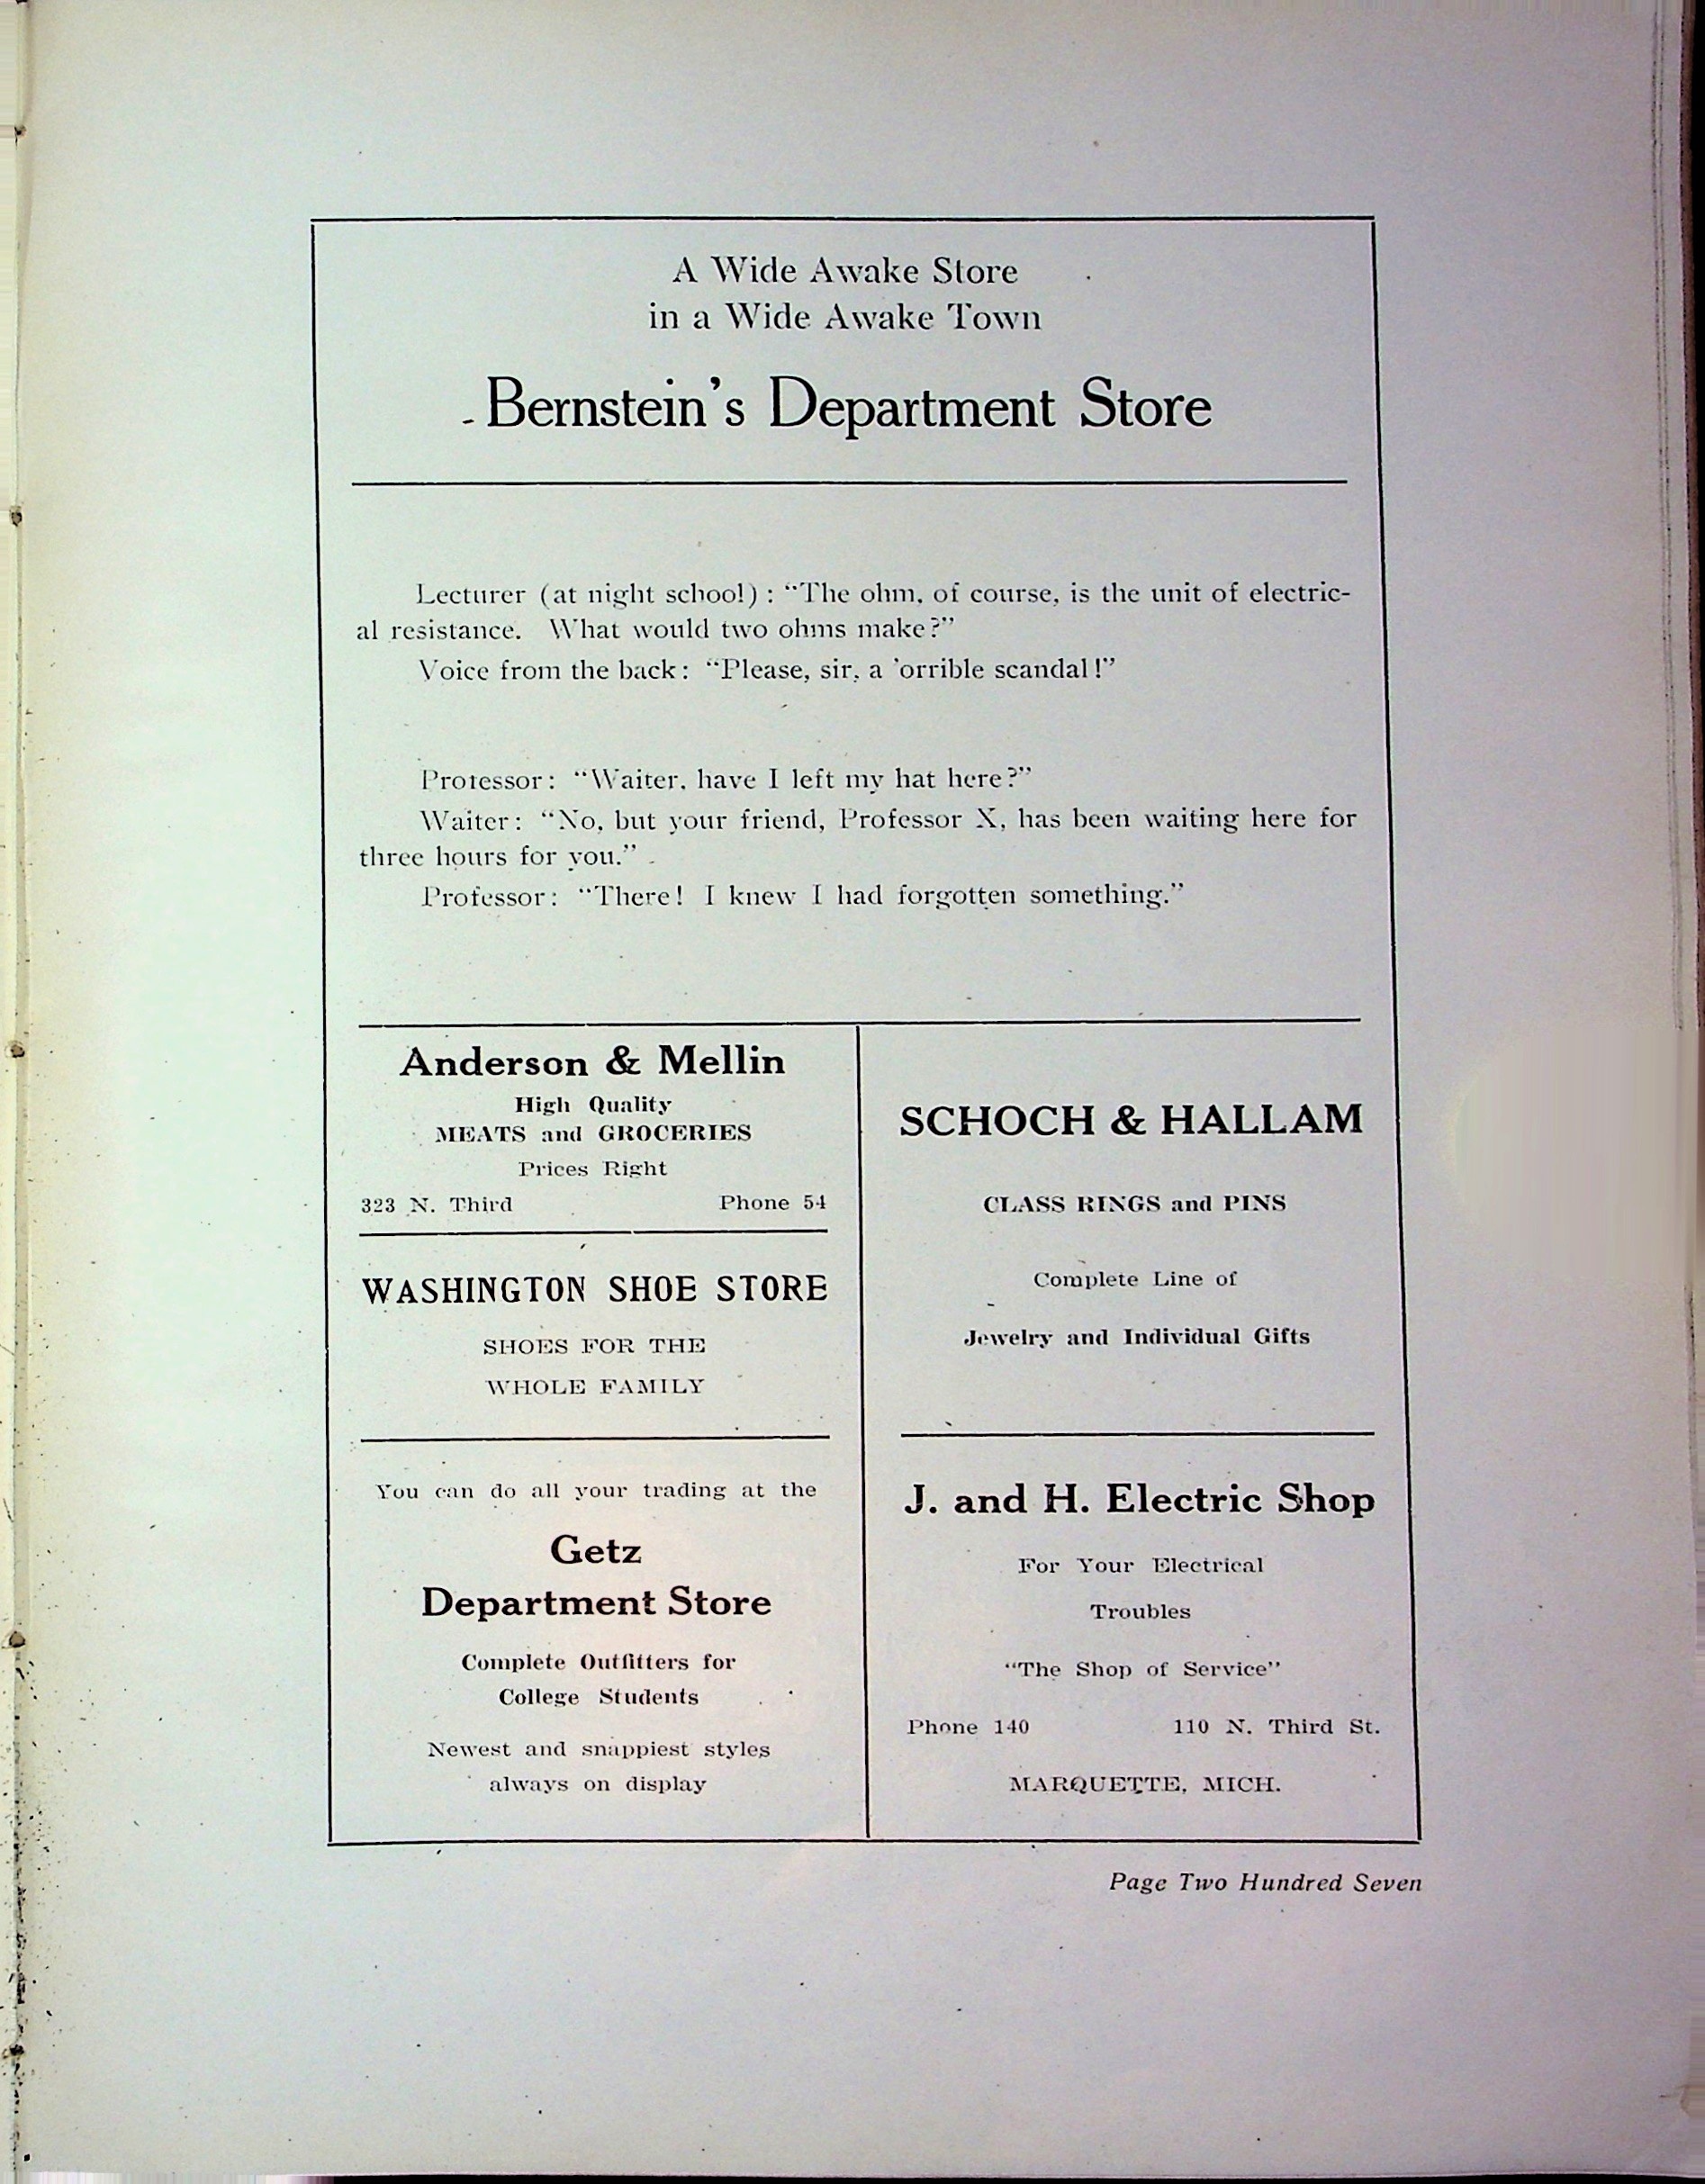 A Wide Awake Store
in a Wide Awake Town
Bernstein's Department Store
Lecturer (at night school): "The ohm, of course, is the unit of electric-
al resistance. What would two ohms make?"
Voice from the back: "Please, sir, a 'orrible scandal!"
Professor: "Waiter, have I left my hat here?"
Waiter: "No, but your friend, Professor X, has been waiting here for
three hours for you."
Professor: "There! I knew I had forgotten something."
Anderson & Mellin
High Quality
MEATS and GROCERIES
Prices Right
323 N. Third Phone 54
WASHINGTON SHOE STORE
SHOES FOR THE
WHOLE FAMILY
You can do all your trading at the
Getz
Department Store
Complete Outfitters for
College Students
Newest and snappiest styles
always on display
SCHOCH & HALLAM
CLASS RINGS and PINS
Complete Line of
Jewelry and Individual Gifts
J. and H. Electric Shop
For Your Electrical
Troubles
"The Shop of Service"
Phone 140 110 N. Third St.
MARQUETTE, MICH.
Page Two Hundred Seven